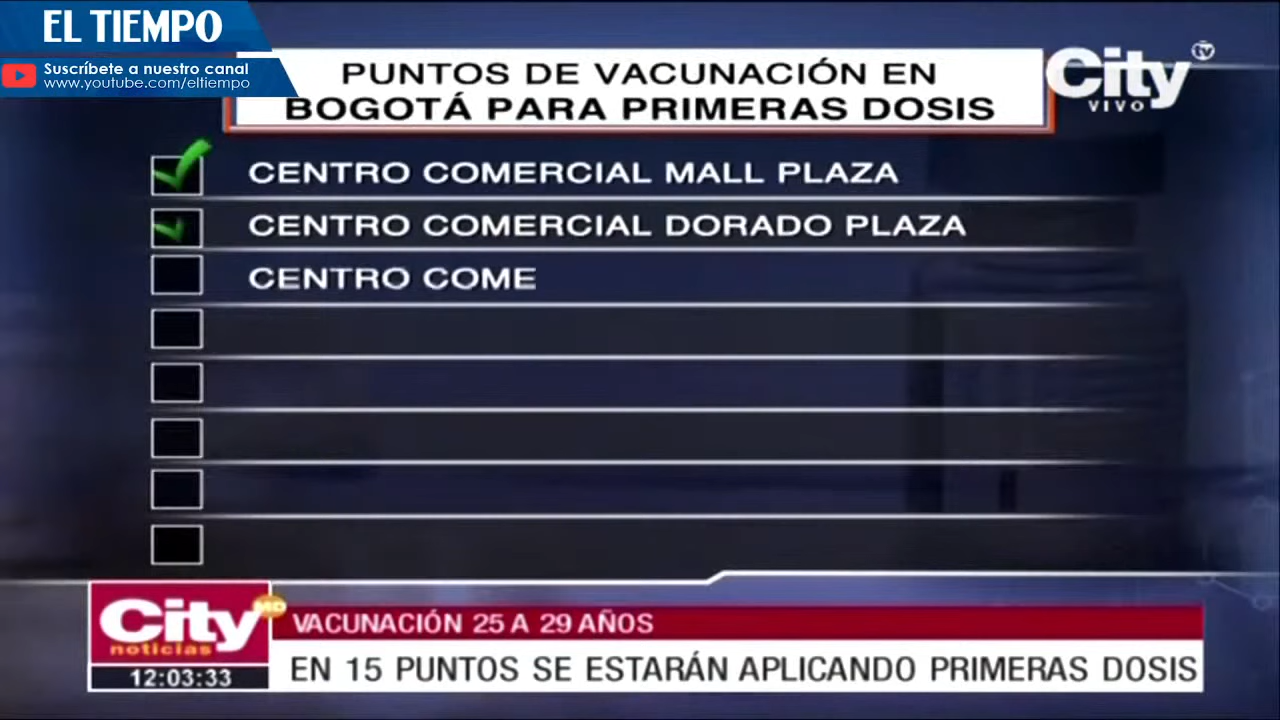 EL TIEMPO
Suscríbete a nuestro canal
www.youtube.com/eltiempo
City tv
VIVO
PUNTOS DE VACUNACIÓN EN
BOGOTÁ PARA PRIMERAS DOSIS
CENTRO COMERCIAL MALL PLAZA
CENTRO COMERCIAL DORADO PLAZA
CENTRO COME
City MD
noticias
12:03:33
VACUNACIÓN 25 A 29 AÑOS
EN 15 PUNTOS SE ESTARÁN APLICANDO PRIMERAS DOSIS